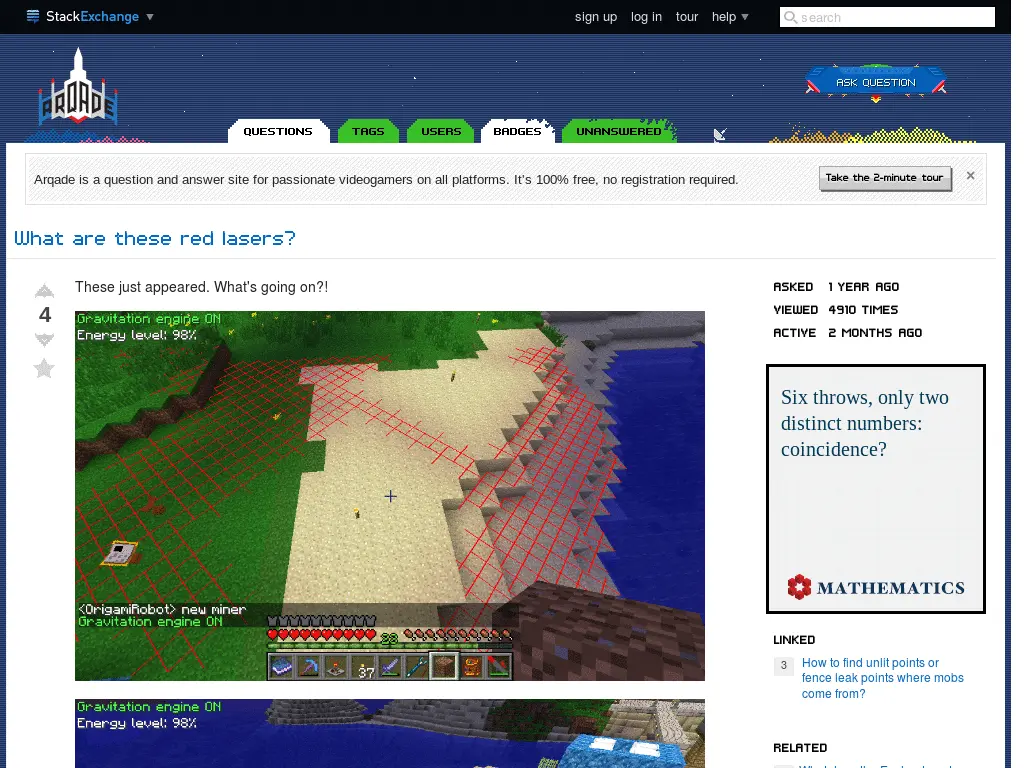 StackExchange
sign up log in tour help
search
ARQADE
ASK QUESTION
QUESTIONS TAGS USERS BADGES UNANSWERED
Arqade is a question and answer site for passionate videogamers on all platforms. It's 100% free, no registration required.
Take the 2-minute tour
What are these red lasers?
These just appeared. What's going on?!
4
Gravitation engine ON
Energy level: 98%
<OrigamiRobot> new miner
Gravitation engine ON
28
37
Gravitation engine ON
Energy level: 98%
ASKED 1 YEAR AGO
VIEWED 4910 TIMES
ACTIVE 2 MONTHS AGO
Six throws, only two
distinct numbers:
coincidence?
MATHEMATICS
LINKED
3 How to find unlit points or
fence leak points where mobs
come from?
RELATED